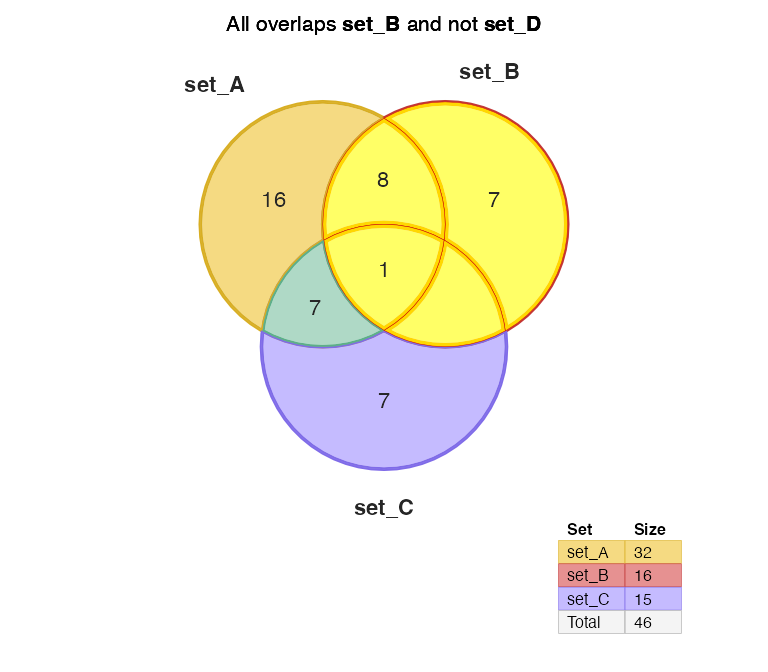 All overlaps set_B and not set_D
set_A
set_B
16
8
7
1
7
7
set_C
Set Size
set_A 32
set_B 16
set_C 15
Total 46